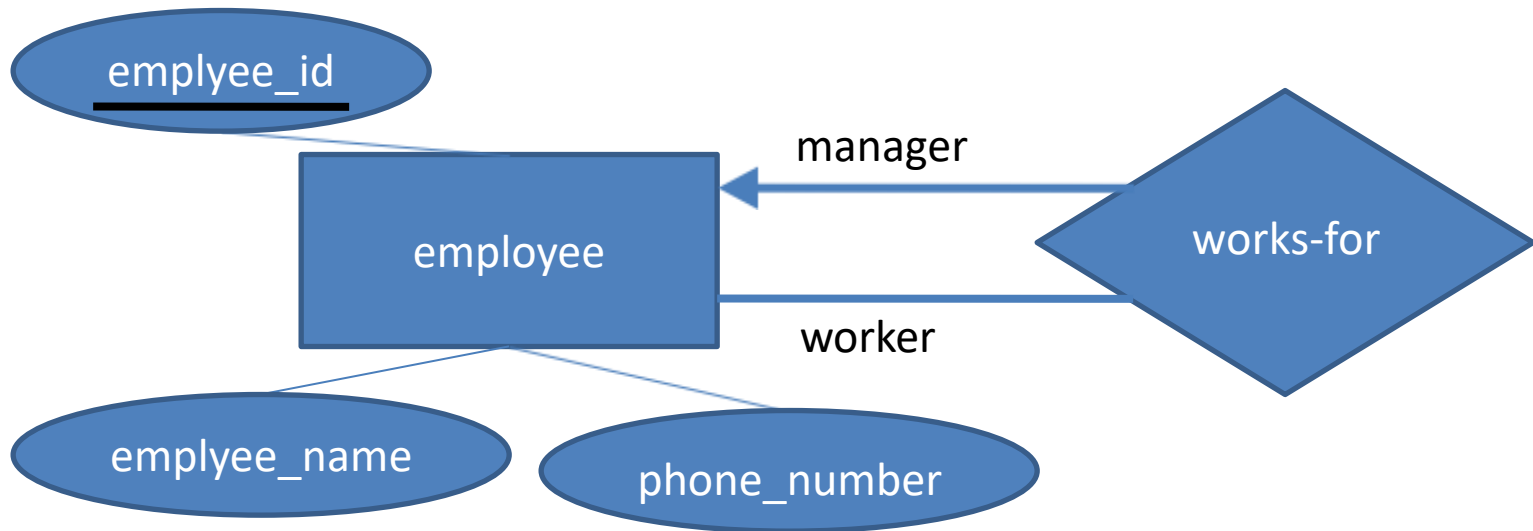 emplyee_id
manager
employee
works-for
worker
emplyee_name
phone_number